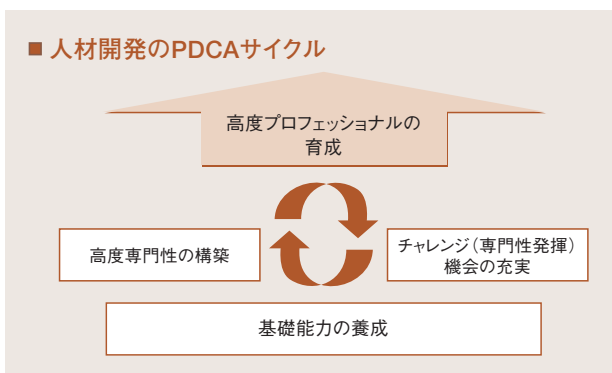 ■ 人材開発のPDCAサイクル
高度プロフェッショナルの
育成
高度専門性の構築
チャレンジ（専門性発揮）
機会の充実
基礎能力の養成